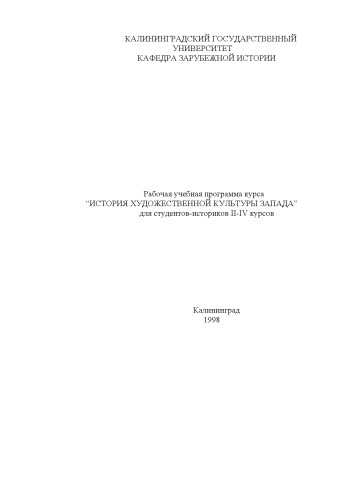 КАЛИНИНГРАДСКИЙ ГОСУДАРСТВЕННЫЙ
УНИВЕРСИТЕТ
КАФЕДРА ЗАРУБЕЖНОЙ ИСТОРИИ
Рабочая учебная программа курса
“ИСТОРИЯ ХУДОЖЕСТВЕННОЙ КУЛЬТУРЫ ЗАПАДА”
для студентов-историков II-IV курсов
Калининград
1998